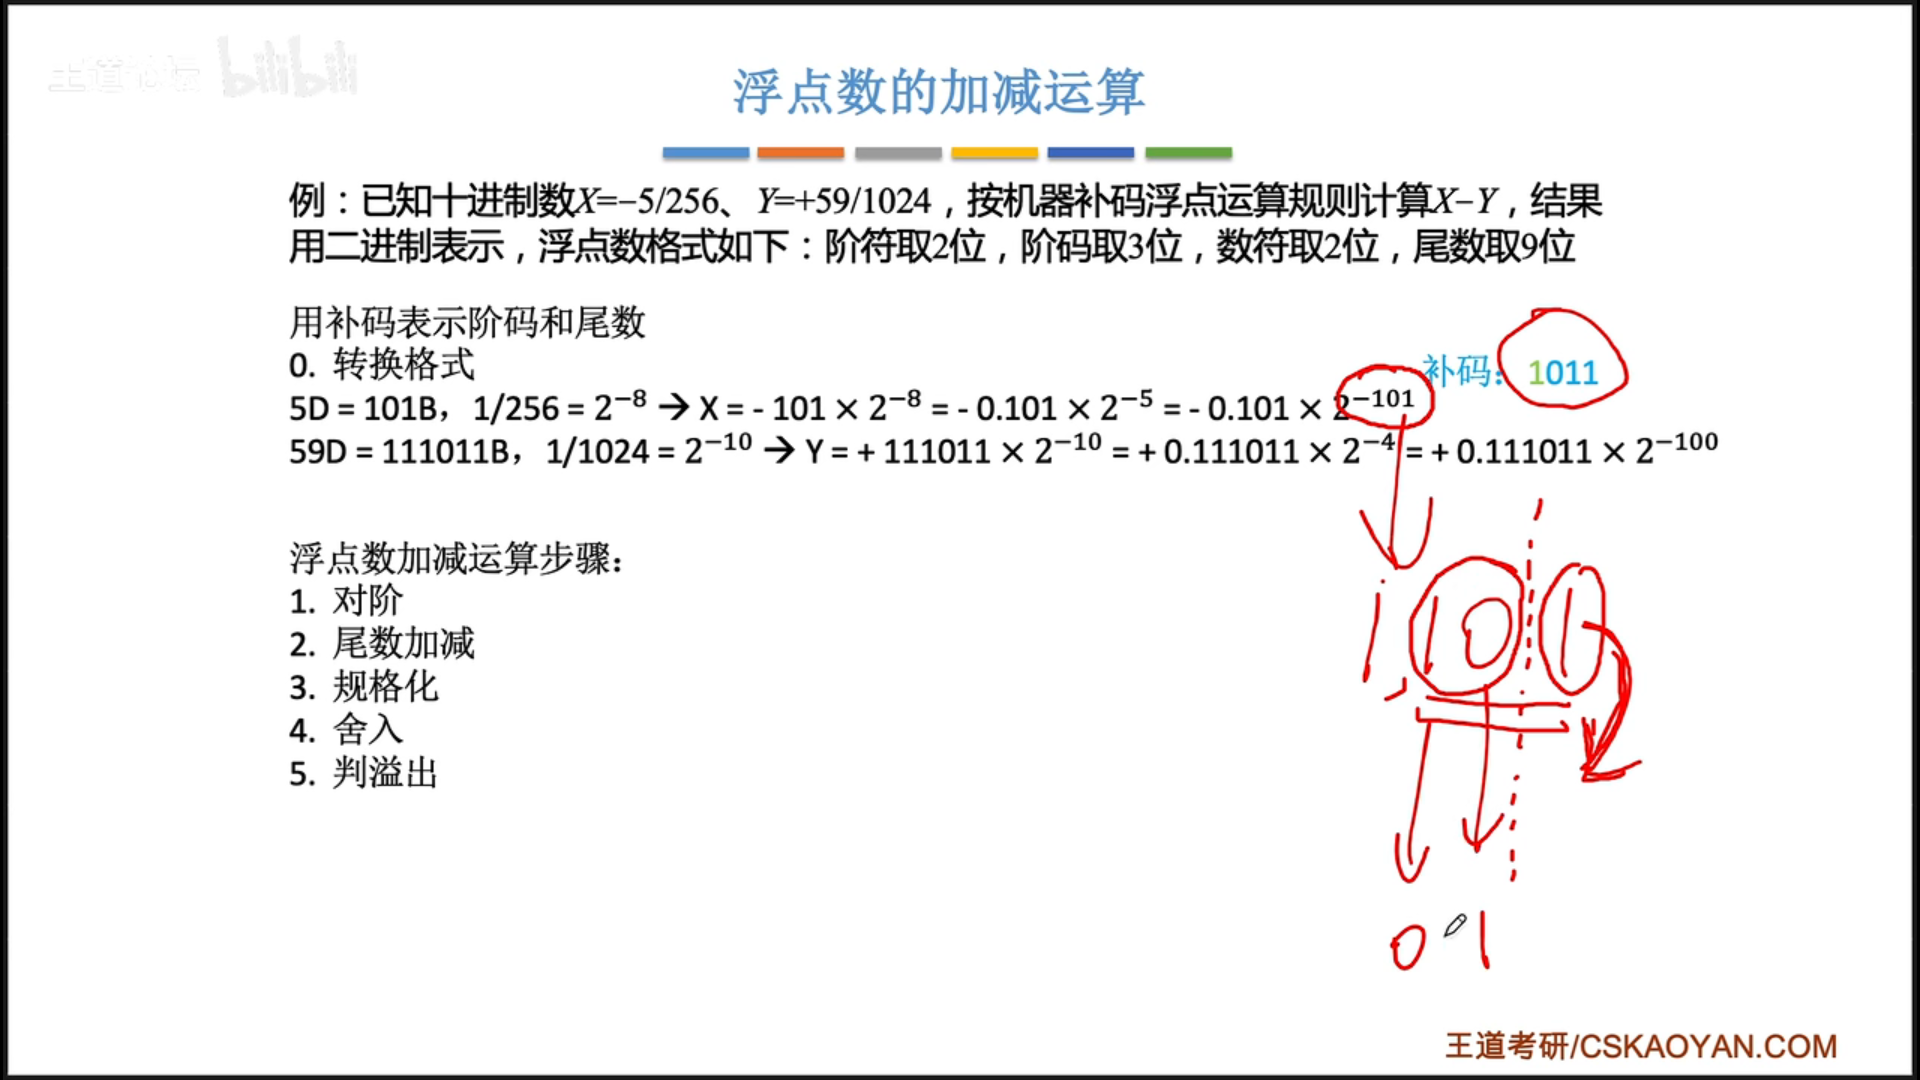 王道论坛 bilibili
浮点数的加减运算
例：已知十进制数X=−5/256、Y=+59/1024，按机器补码浮点运算规则计算X−Y，结果
用二进制表示，浮点数格式如下：阶符取2位，阶码取3位，数符取2位，尾数取9位
用补码表示阶码和尾数
0. 转换格式
补码：1011
5D = 101B，1/256 = 2⁻⁸ → X = - 101 × 2⁻⁸ = - 0.101 × 2⁻⁵ = - 0.101 × 2⁻¹⁰¹
59D = 111011B，1/1024 = 2⁻¹⁰ → Y = + 111011 × 2⁻¹⁰ = + 0.111011 × 2⁻⁴ = + 0.111011 × 2⁻¹⁰⁰
浮点数加减运算步骤：
1. 对阶
2. 尾数加减
3. 规格化
4. 舍入
5. 判溢出
1,101
01
王道考研/CSKAOYAN.COM